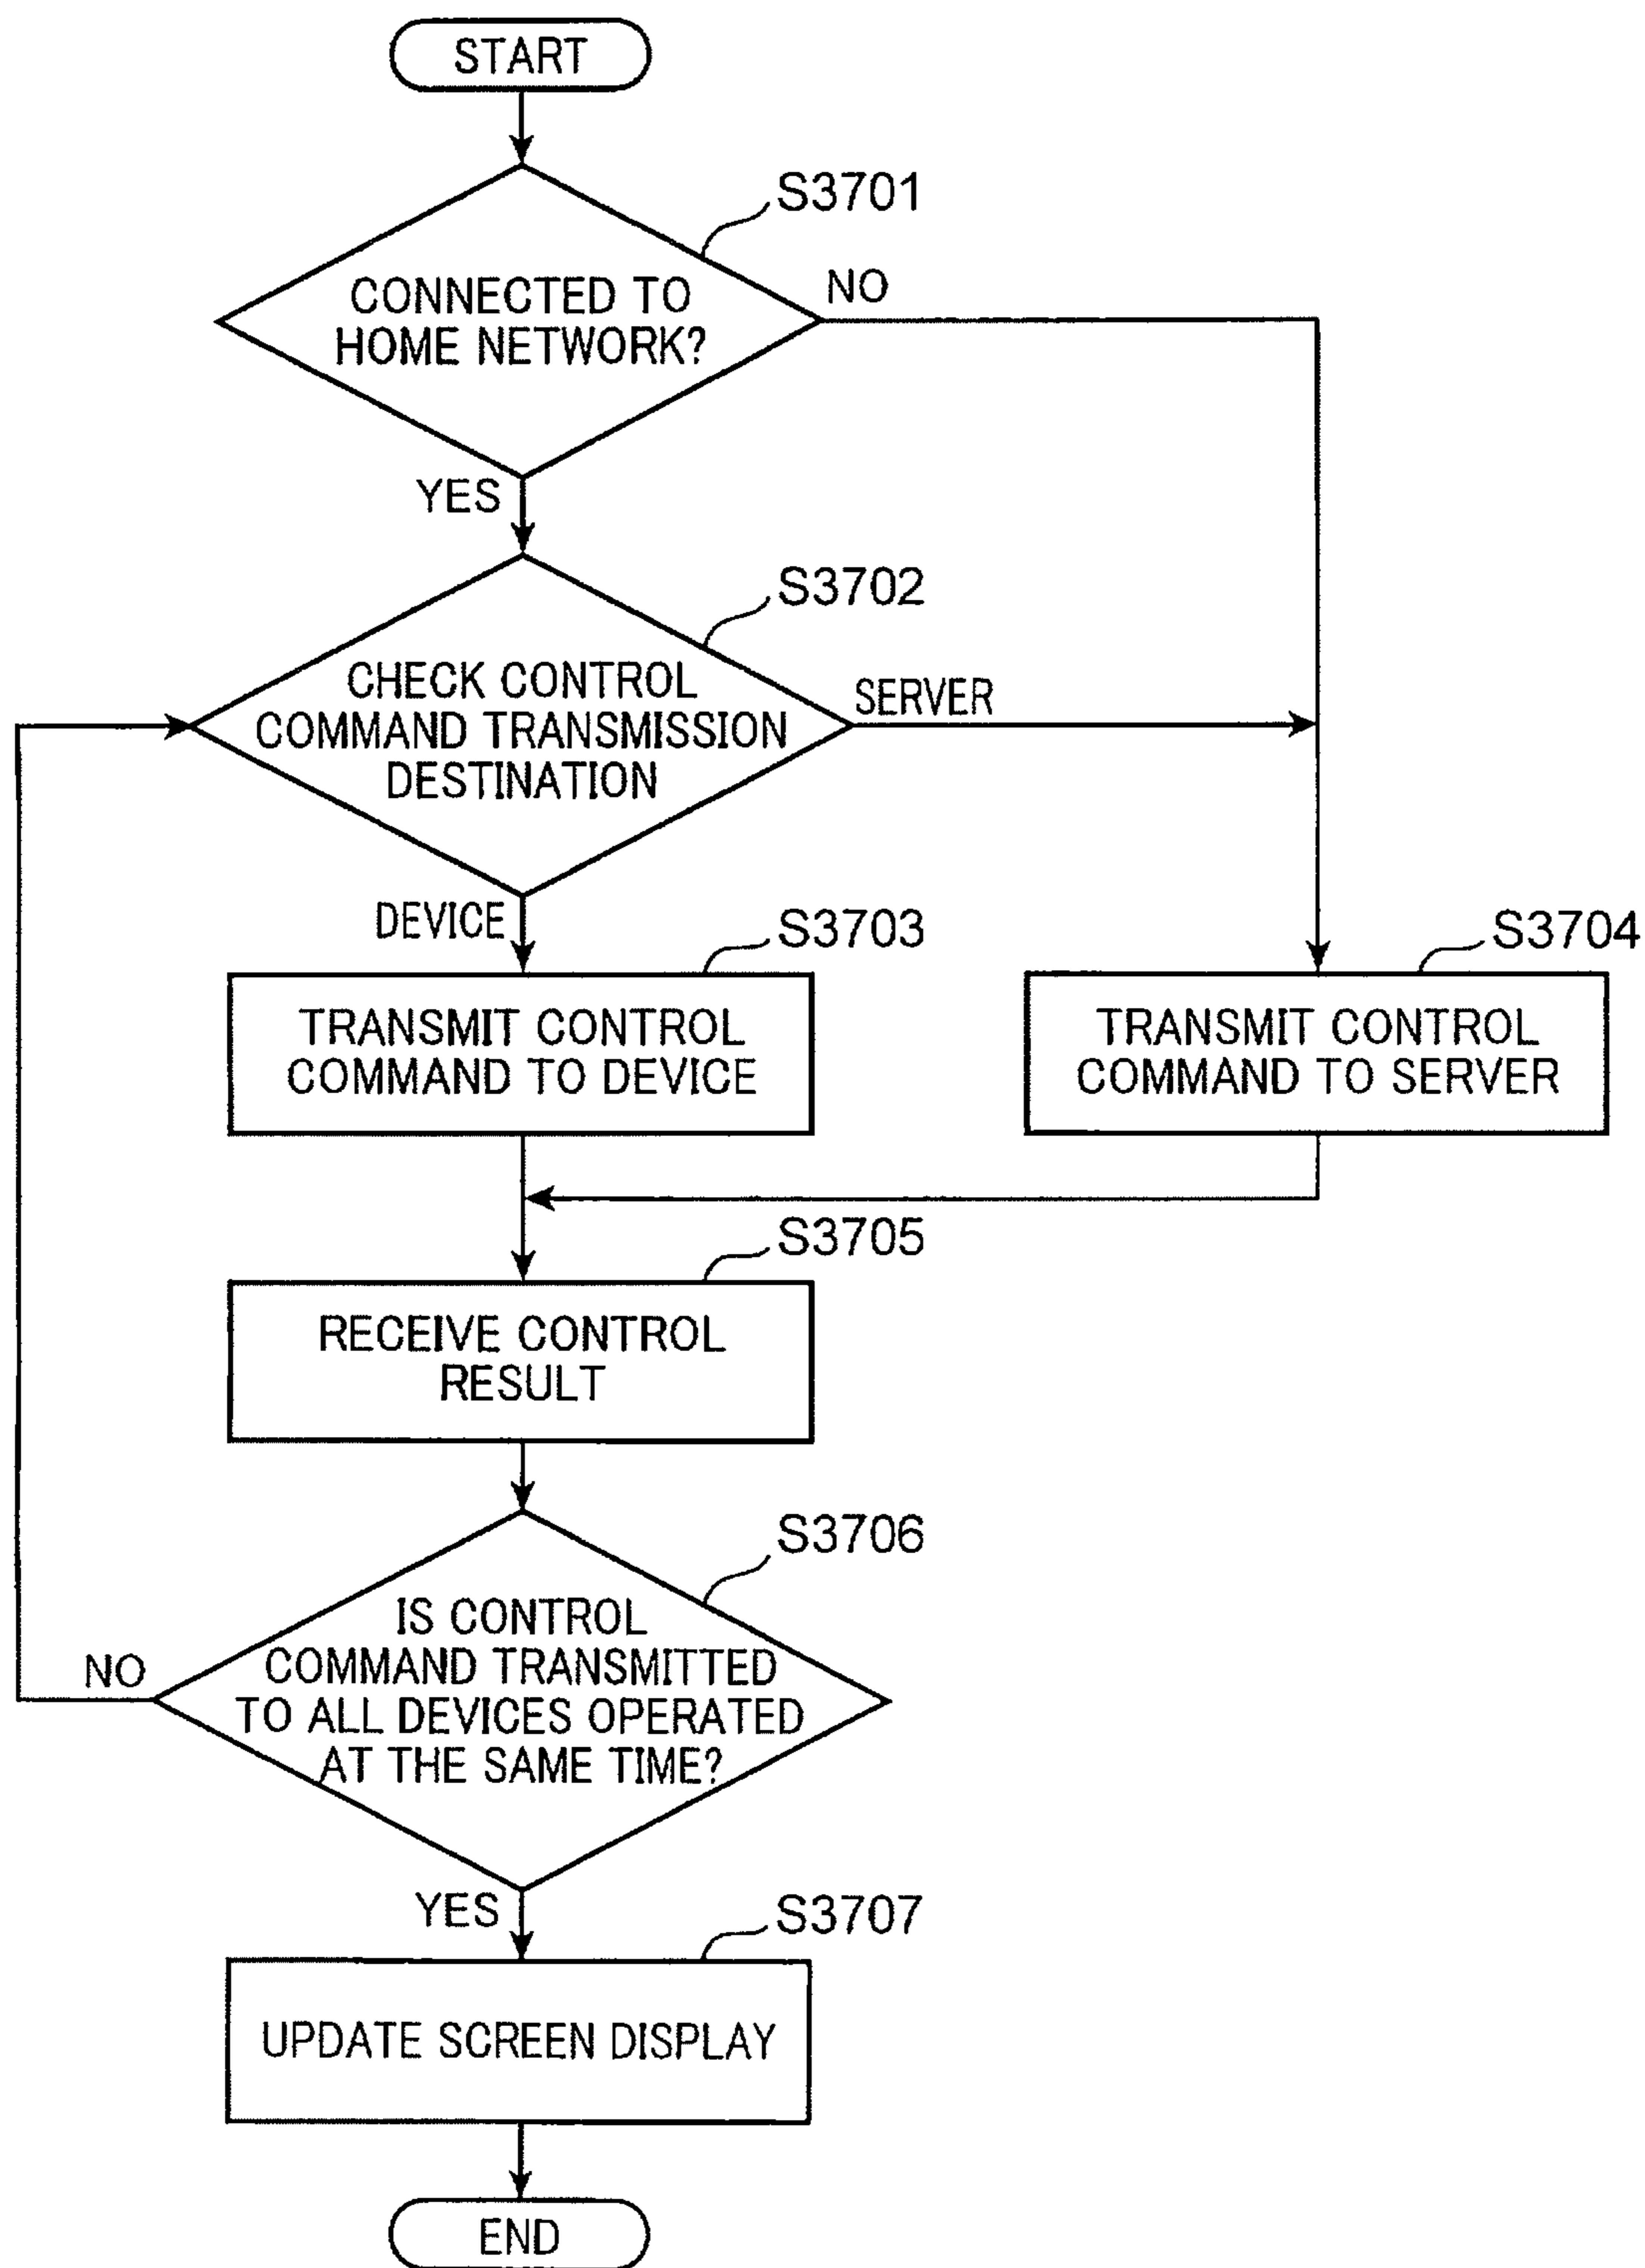 START
S3701
CONNECTED TO
HOME NETWORK?
NO
YES
S3702
CHECK CONTROL
COMMAND TRANSMISSION
DESTINATION
SERVER
DEVICE
S3703
TRANSMIT CONTROL
COMMAND TO DEVICE
S3704
TRANSMIT CONTROL
COMMAND TO SERVER
S3705
RECEIVE CONTROL
RESULT
S3706
IS CONTROL
COMMAND TRANSMITTED
TO ALL DEVICES OPERATED
AT THE SAME TIME?
NO
YES
S3707
UPDATE SCREEN DISPLAY
END